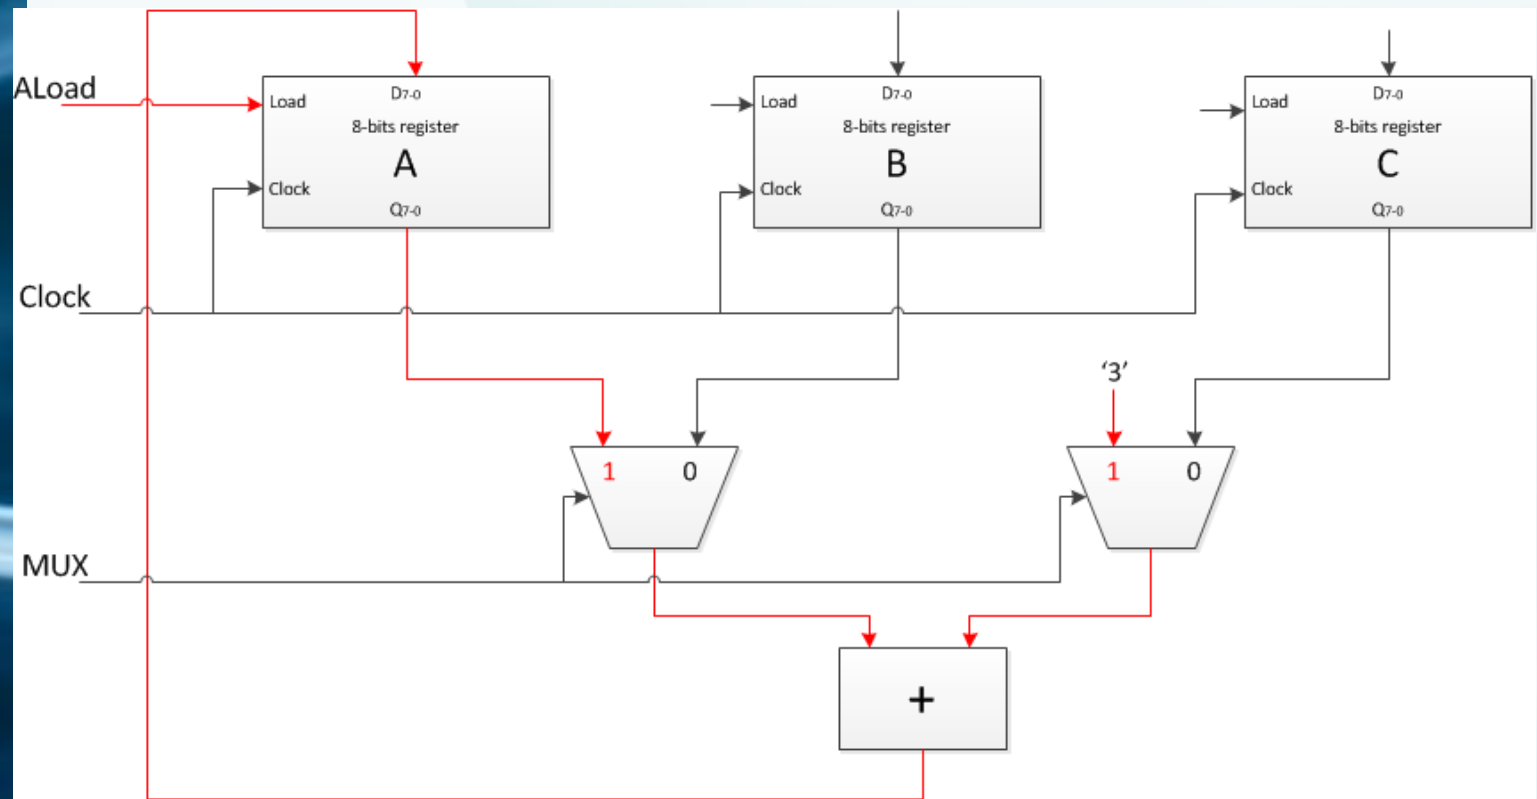 ALoad
Load
D7-0
8-bits register
A
Clock
Q7-0
Load
D7-0
8-bits register
B
Clock
Q7-0
Load
D7-0
8-bits register
C
Clock
Q7-0
Clock
‘3’
1 0
1 0
MUX
+